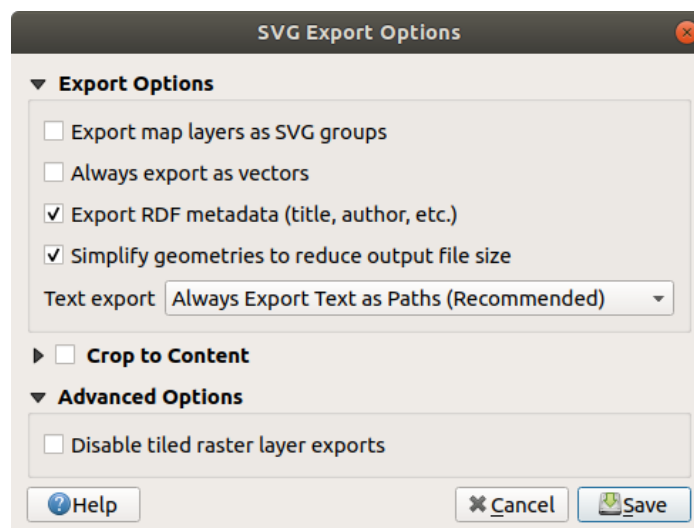 SVG Export Options
Export Options
Export map layers as SVG groups
Always export as vectors
Export RDF metadata (title, author, etc.)
Simplify geometries to reduce output file size
Text export Always Export Text as Paths (Recommended)
Crop to Content
Advanced Options
Disable tiled raster layer exports
Help Cancel Save